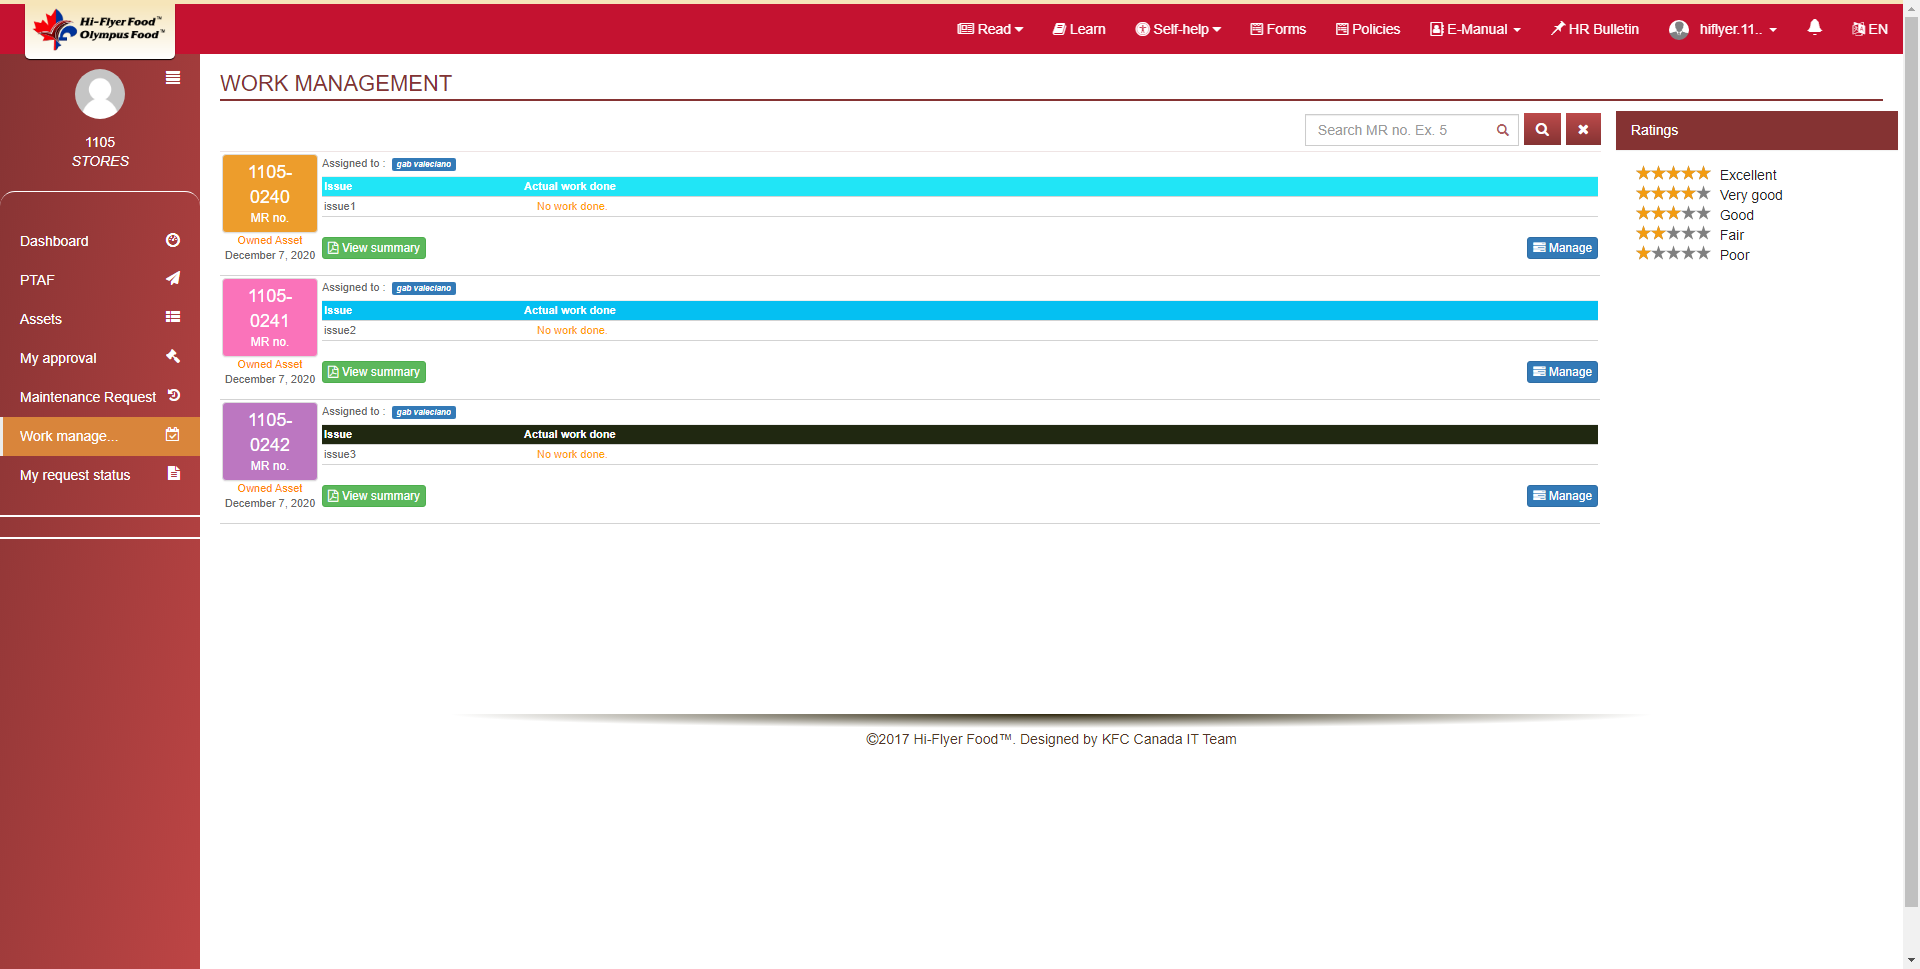 Hi-Flyer Food™
Olympus Food™
Read
Learn
Self-help
Forms
Policies
E-Manual
HR Bulletin
hiflyer.11..
EN
1105
STORES
Dashboard
PTAF
Assets
My approval
Maintenance Request
Work manage...
My request status
WORK MANAGEMENT
Search MR no. Ex. 5
1105-
0240
MR no.
Owned Asset
December 7, 2020
Assigned to : gab valeciano
Issue Actual work done
issue1 No work done.
View summary
Manage
1105-
0241
MR no.
Owned Asset
December 7, 2020
Assigned to : gab valeciano
Issue Actual work done
issue2 No work done.
View summary
Manage
1105-
0242
MR no.
Owned Asset
December 7, 2020
Assigned to : gab valeciano
Issue Actual work done
issue3 No work done.
View summary
Manage
Ratings
Excellent
Very good
Good
Fair
Poor
©2017 Hi-Flyer Food™. Designed by KFC Canada IT Team